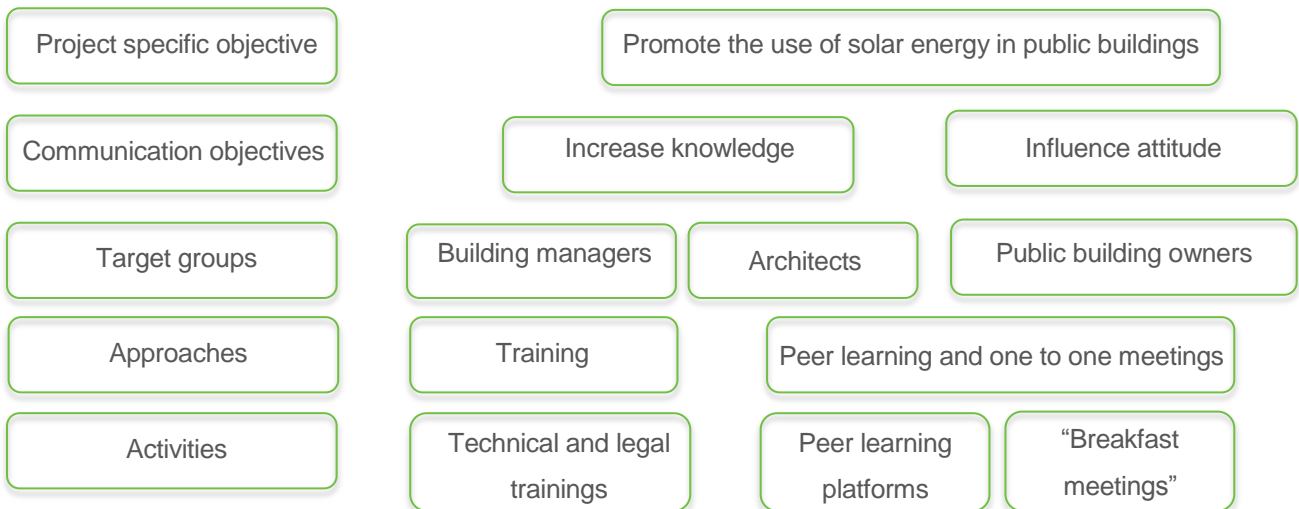 Project specific objective
Promote the use of solar energy in public buildings
Communication objectives
Increase knowledge
Influence attitude
Target groups
Building managers
Architects
Public building owners
Approaches
Training
Peer learning and one to one meetings
Activities
Technical and legal
trainings
Peer learning
platforms
“Breakfast
meetings”